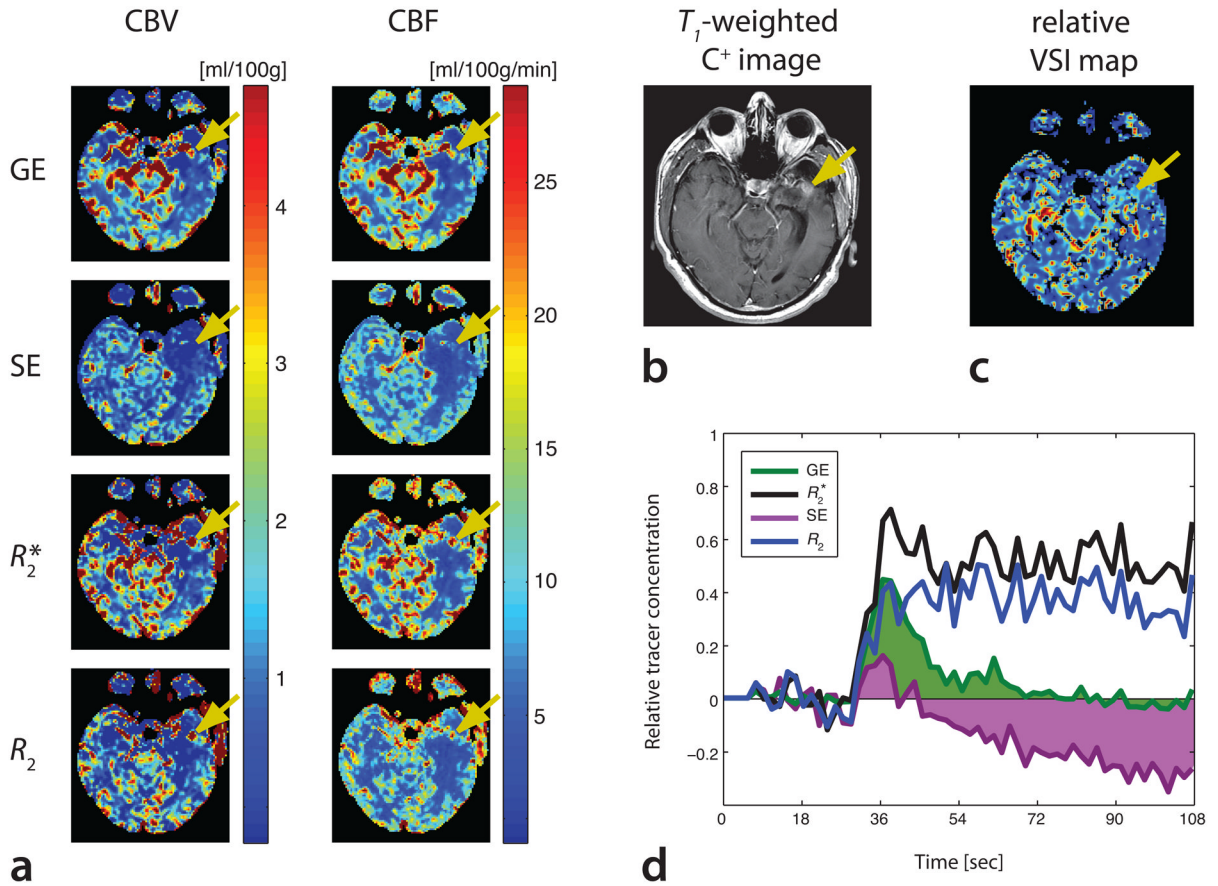 CBV
CBF
[ml/100g]
[ml/100g/min]
GE
SE
R2*
R2
4
3
2
1
25
20
15
10
5
a
T1-weighted
C+ image
relative
VSI map
b
c
1
0.8
0.6
0.4
0.2
0
−0.2
Relative tracer concentration
GE
R2*
SE
R2
0
18
36
54
72
90
108
Time [sec]
d